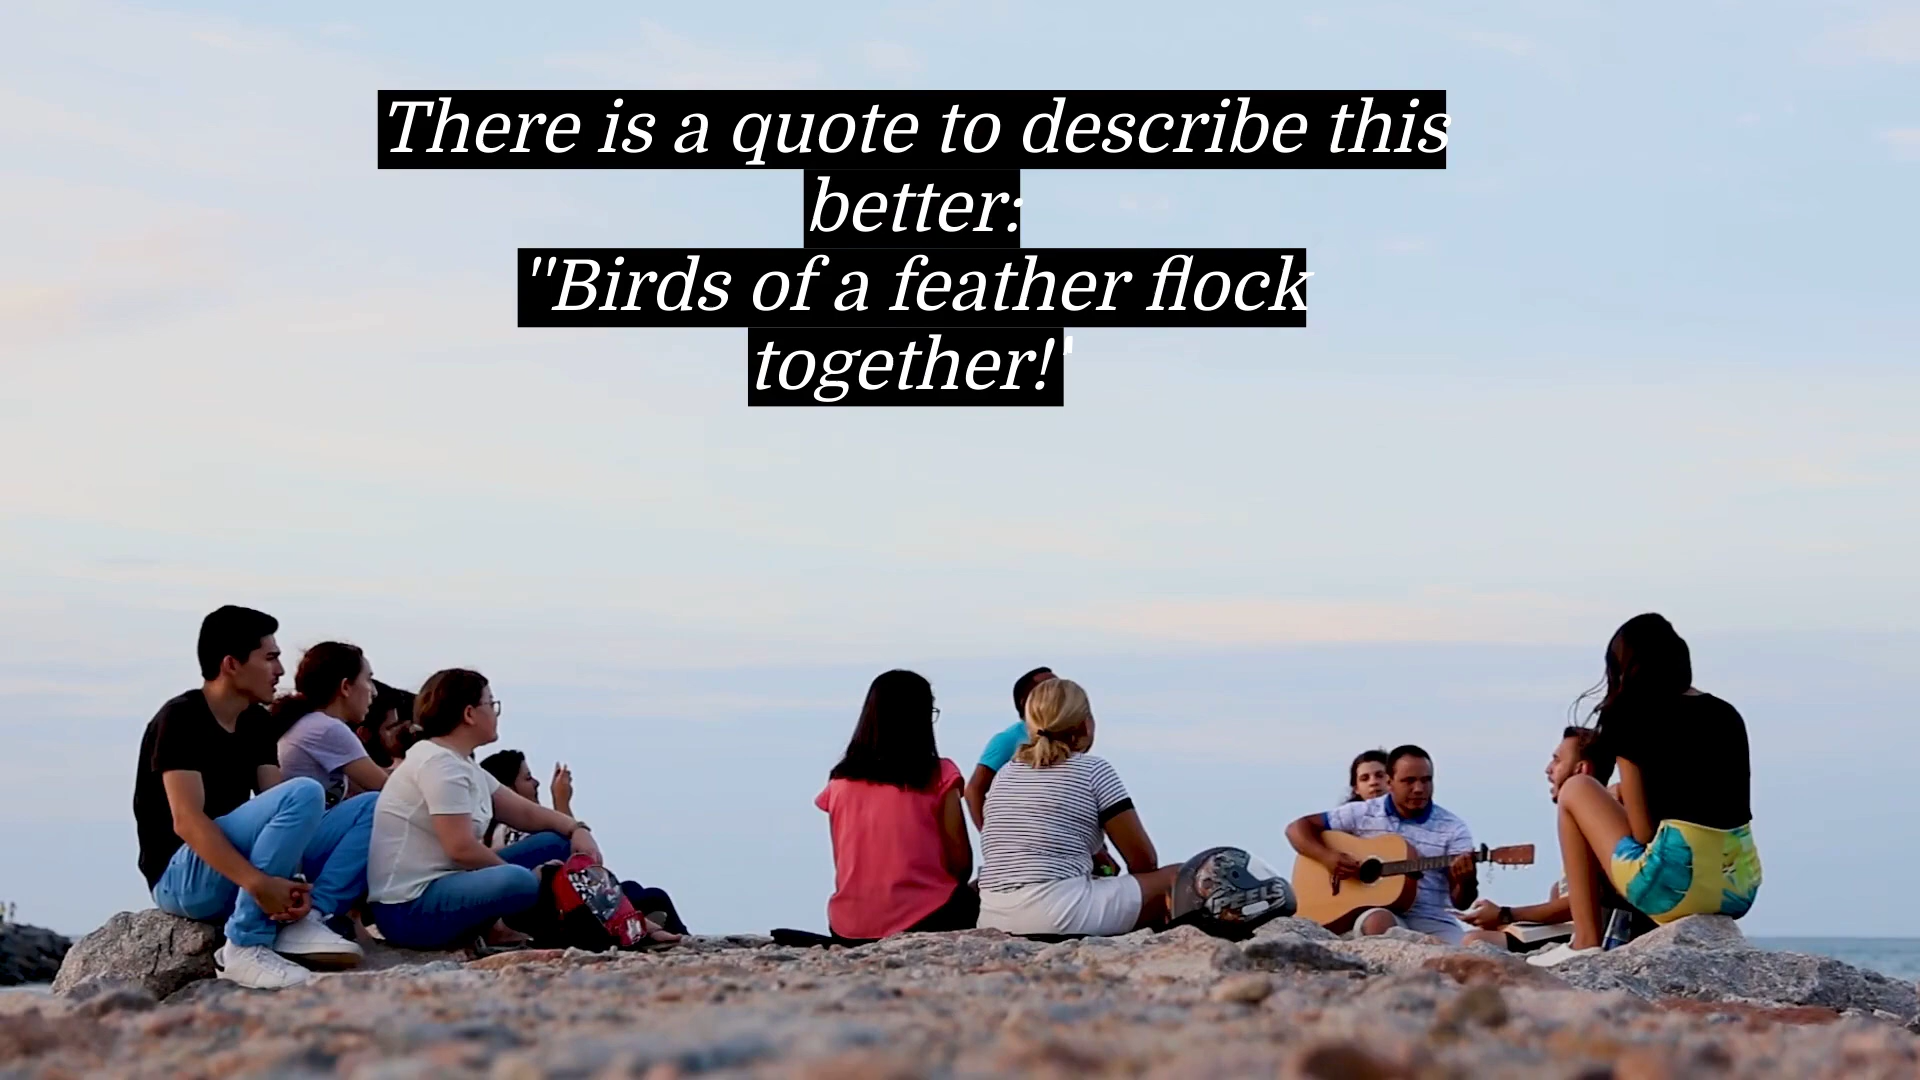 There is a quote to describe this
better:
"Birds of a feather flock
together!"